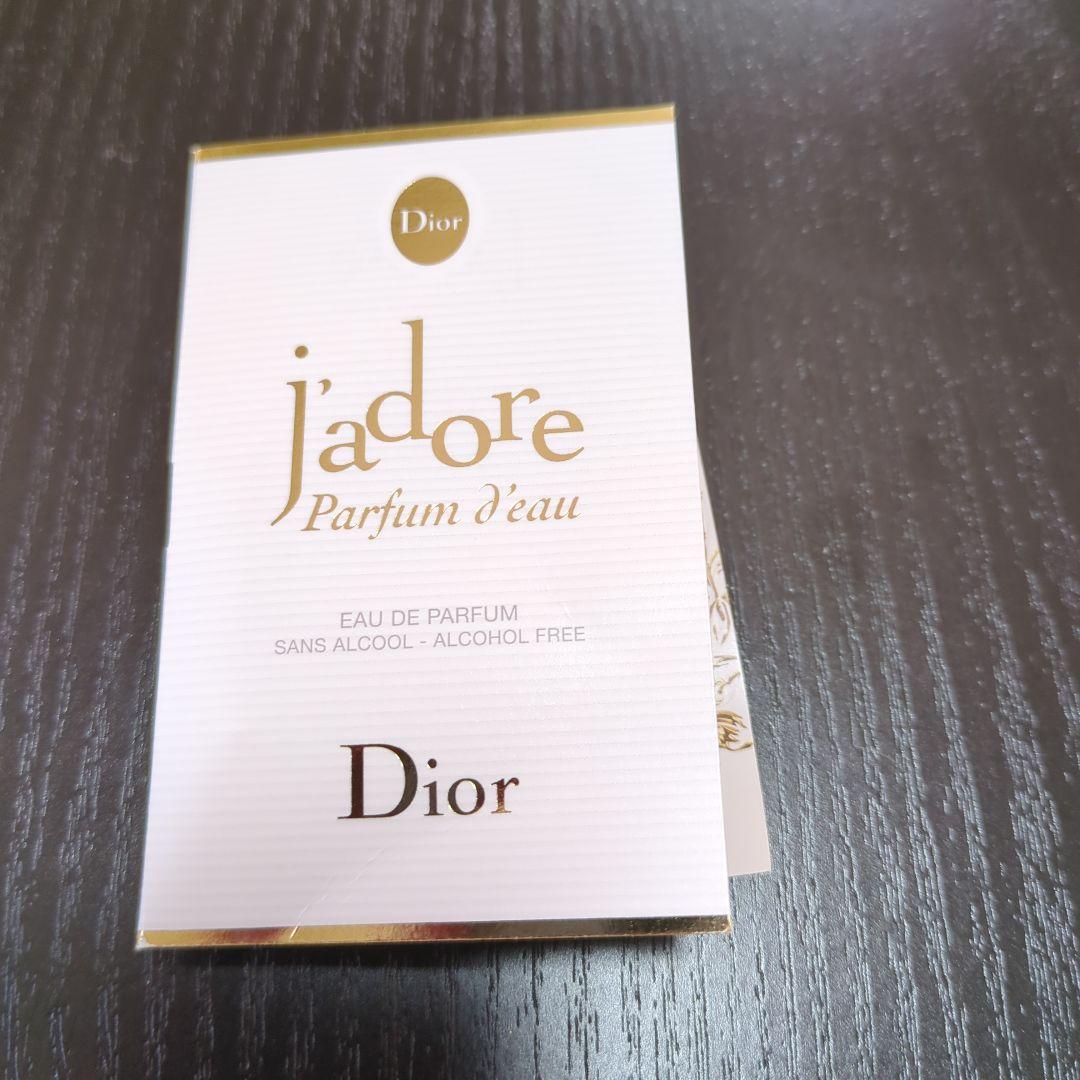 Dior
j'adore
Parfum d'eau
EAU DE PARFUM
SANS ALCOOL - ALCOHOL FREE
Dior